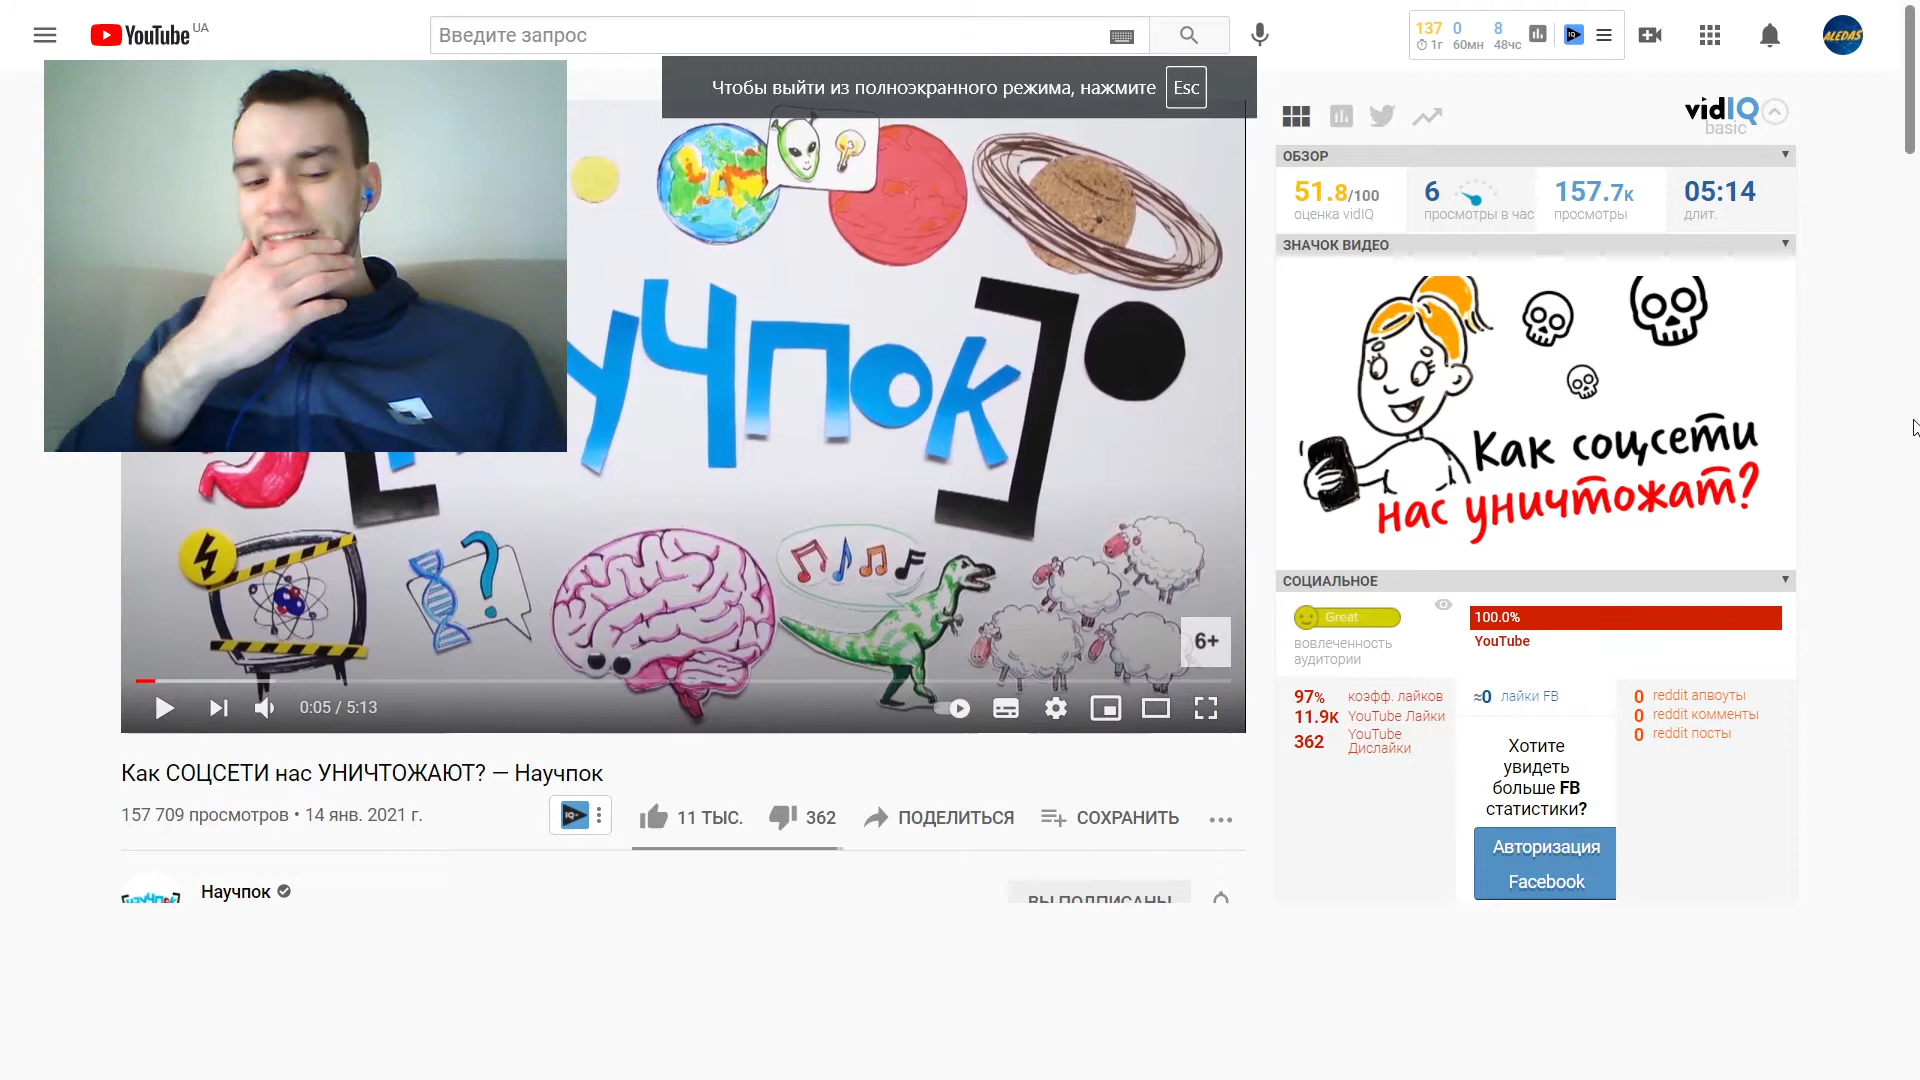 YouTube UA
Введите запрос
137 0 8
1г 60мн 48чс
ALEDAS
Чтобы выйти из полноэкранного режима, нажмите Esc
vidIQ
basic
ОБЗОР
51.8/100 6 157.7к 05:14
оценка vidIQ просмотры в час просмотры длит.
ЗНАЧОК ВИДЕО
Как соцсети
нас уничтожат?
учпок]
6+
0:05 / 5:13
СОЦИАЛЬНОЕ
Great
вовлеченность
аудитории
100.0%
YouTube
97% коэфф. лайков
11.9к YouTube Лайки
362 YouTube
Дислайки
≈0 лайки FB
Хотите
увидеть
больше FB
статистики?
Авторизация
Facebook
0 reddit апвоуты
0 reddit комменты
0 reddit посты
Как СОЦСЕТИ нас УНИЧТОЖАЮТ? — Научпок
157 709 просмотров • 14 янв. 2021 г.
IQ
11 ТЫС. 362 ПОДЕЛИТЬСЯ СОХРАНИТЬ
научпок
Научпок
ВЫ ПОДПИСАНЫ